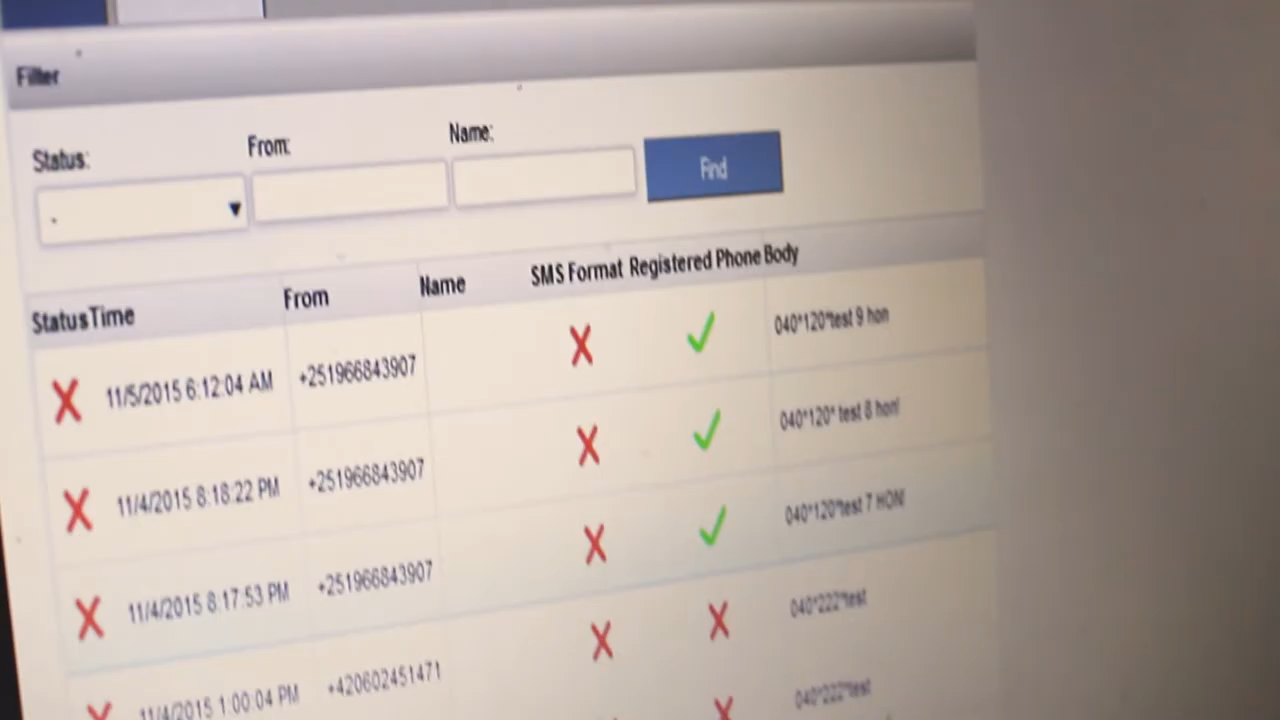 Filter
Status: From: Name:
Find
Status Time From Name SMS Format Registered Phone Body
11/5/2015 6:12:04 AM +251966843907 040*120*test 9 hon
11/4/2015 8:18:22 PM +251966843907 040*120* test 8 hon!
11/4/2015 8:17:53 PM +251966843907 040*120*test 7 HON!
11/4/2015 1:00:04 PM +420602451471 040*222*test
040*222*test